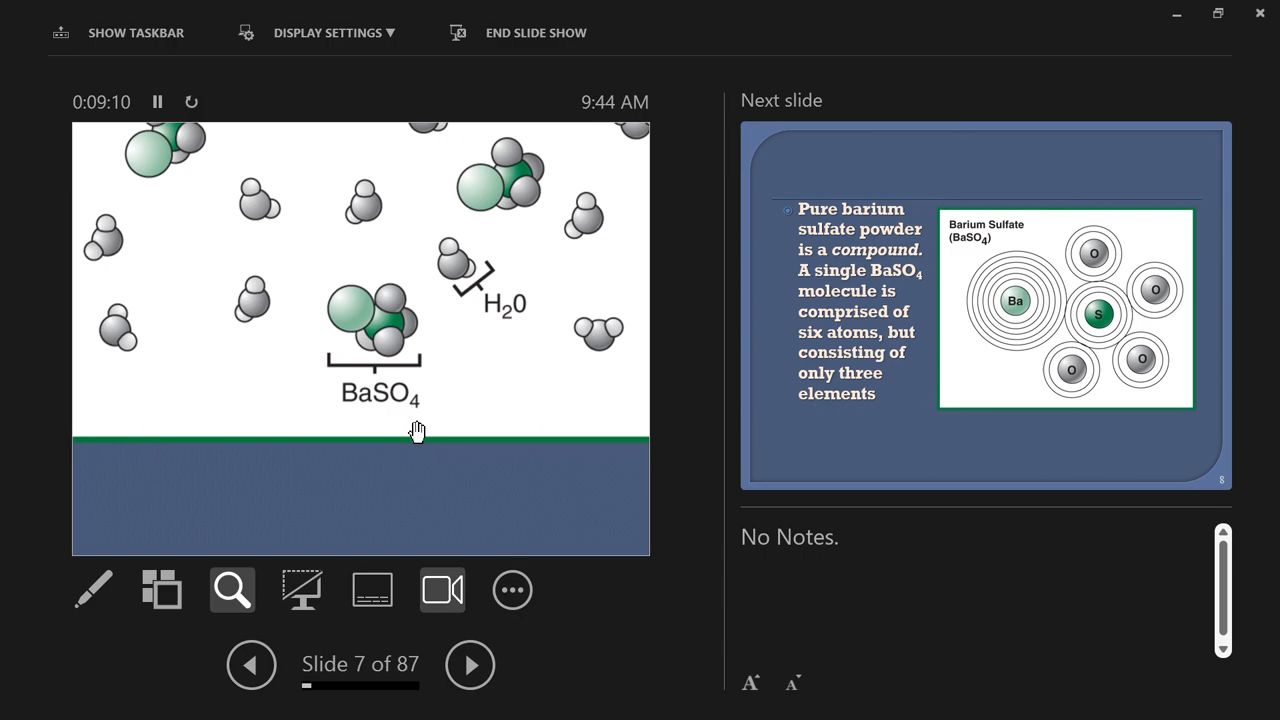 SHOW TASKBAR
DISPLAY SETTINGS ▼
END SLIDE SHOW
0:09:10
9:44 AM
H₂0
BaSO₄
Slide 7 of 87
Next slide
Pure barium
sulfate powder
is a compound.
A single BaSO₄
molecule is
comprised of
six atoms, but
consisting of
only three
elements
Barium Sulfate
(BaSO₄)
O
O
Ba
S
O
O
8
No Notes.
A A